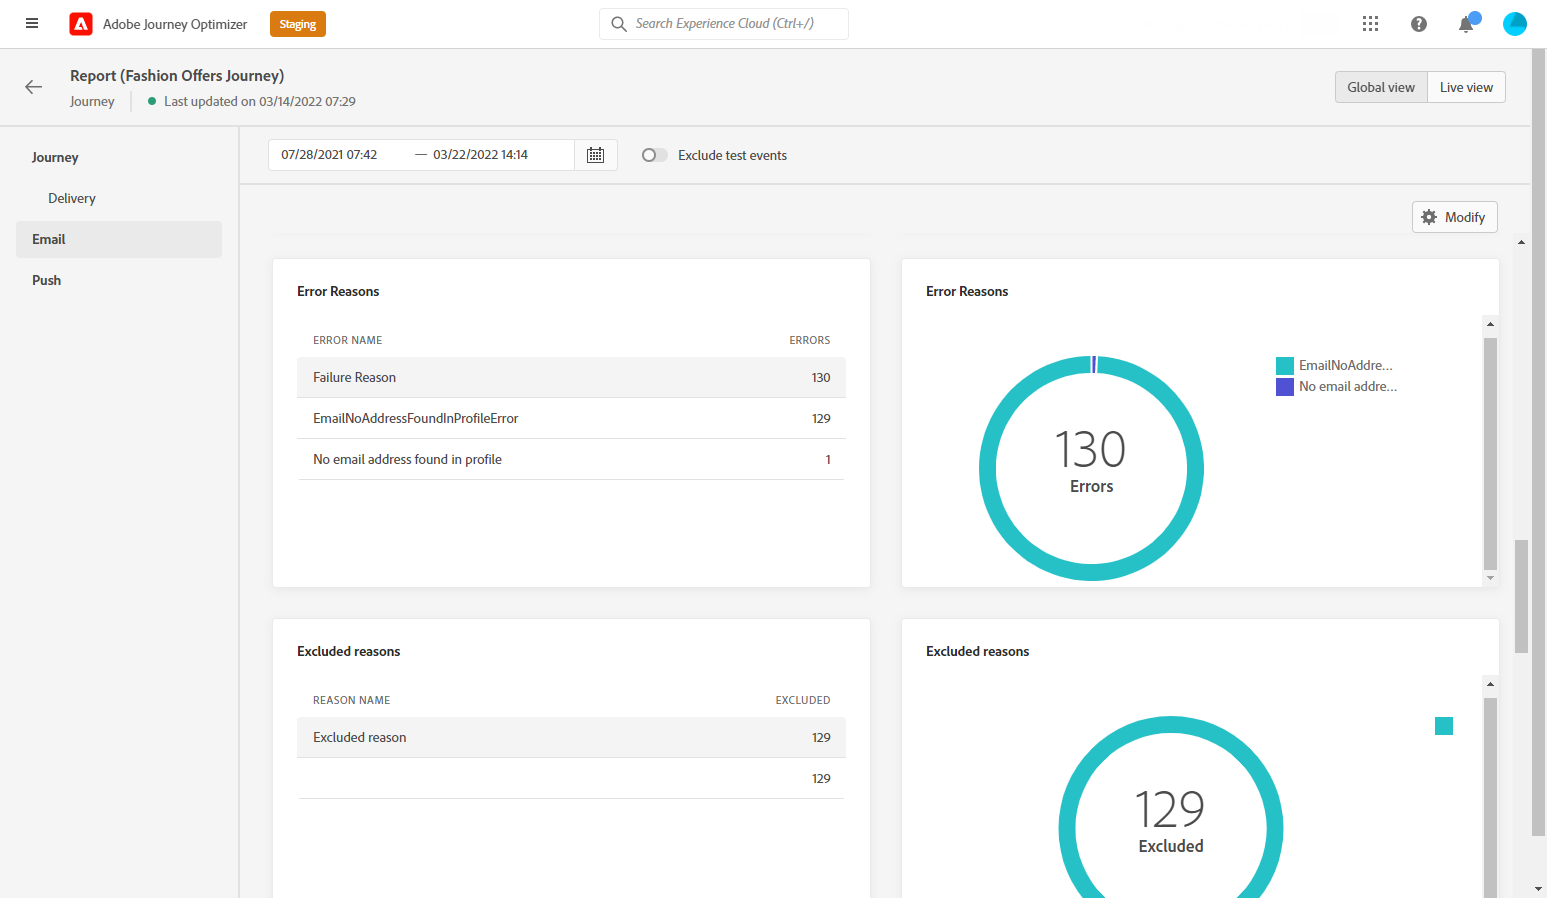 Adobe Journey Optimizer
Staging
Search Experience Cloud (Ctrl+/)
Report (Fashion Offers Journey)
Journey
Last updated on 03/14/2022 07:29
Global view
Live view
Journey
Delivery
Email
Push
07/28/2021 07:42 — 03/22/2022 14:14
Exclude test events
Modify
Error Reasons
ERROR NAME ERRORS
Failure Reason 130
EmailNoAddressFoundInProfileError 129
No email address found in profile 1
Error Reasons
130
Errors
EmailNoAddre...
No email addre...
Excluded reasons
REASON NAME EXCLUDED
Excluded reason 129
129
Excluded reasons
129
Excluded